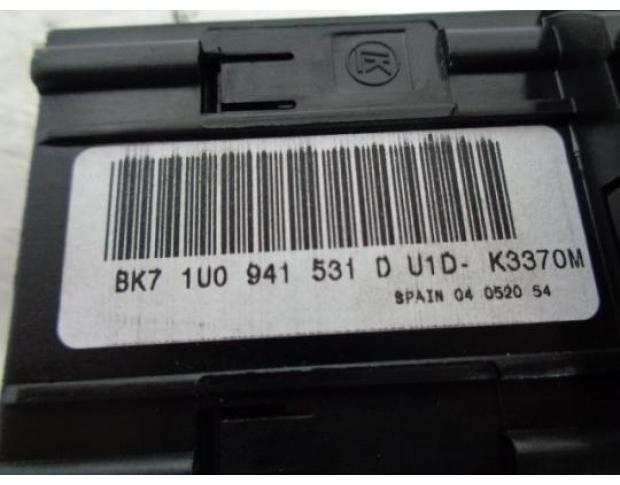 K
BK7 1U0 941 531 D U1D- K3370M
SPAIN 04 0520 54